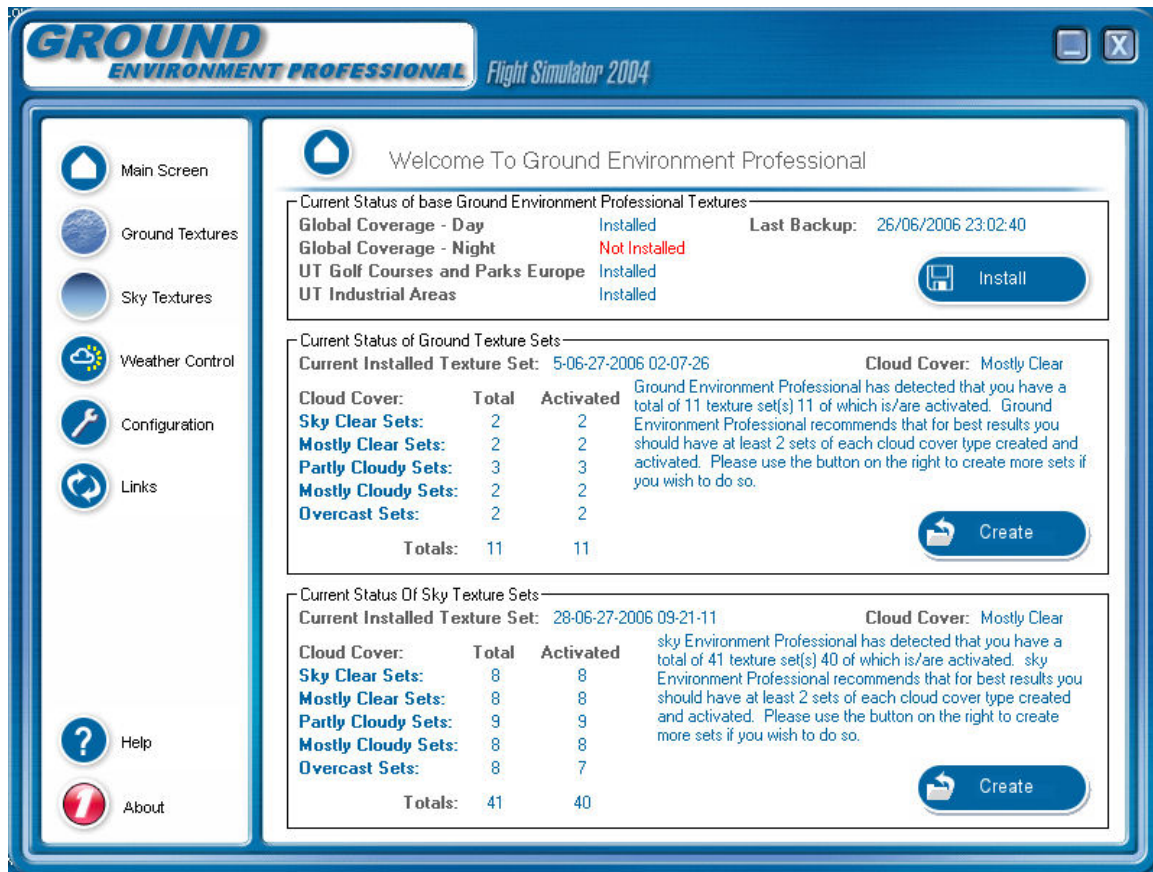 GROUND
ENVIRONMENT PROFESSIONAL
Flight Simulator 2004
X
Main Screen
Ground Textures
Sky Textures
Weather Control
Configuration
Links
Help
About
Welcome To Ground Environment Professional
Current Status of base Ground Environment Professional Textures
Global Coverage - Day Installed Last Backup: 26/06/2006 23:02:40
Global Coverage - Night Not Installed
UT Golf Courses and Parks Europe Installed
UT Industrial Areas Installed
Install
Current Status of Ground Texture Sets
Current Installed Texture Set: 5-06-27-2006 02-07-26 Cloud Cover: Mostly Clear
Cloud Cover: Total Activated
Sky Clear Sets: 2 2
Mostly Clear Sets: 2 2
Partly Cloudy Sets: 3 3
Mostly Cloudy Sets: 2 2
Overcast Sets: 2 2
Totals: 11 11
Ground Environment Professional has detected that you have a
total of 11 texture set(s) 11 of which is/are activated. Ground
Environment Professional recommends that for best results you
should have at least 2 sets of each cloud cover type created and
activated. Please use the button on the right to create more sets if
you wish to do so.
Create
Current Status Of Sky Texture Sets
Current Installed Texture Set: 28-06-27-2006 09-21-11 Cloud Cover: Mostly Clear
Cloud Cover: Total Activated
Sky Clear Sets: 8 8
Mostly Clear Sets: 8 8
Partly Cloudy Sets: 9 9
Mostly Cloudy Sets: 8 8
Overcast Sets: 8 7
Totals: 41 40
sky Environment Professional has detected that you have a
total of 41 texture set(s) 40 of which is/are activated. sky
Environment Professional recommends that for best results you
should have at least 2 sets of each cloud cover type created
and activated. Please use the button on the right to create
more sets if you wish to do so.
Create